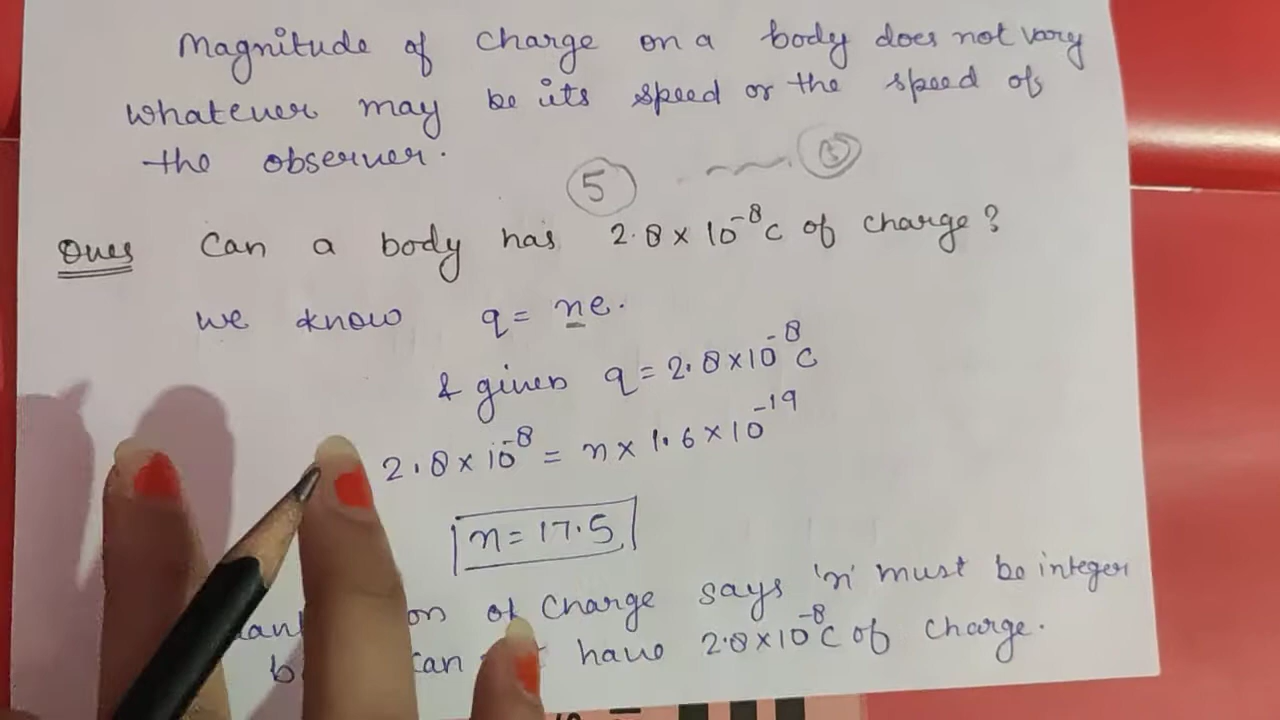 Magnitude of charge on a body does not vary
whatever may be its speed or the speed of
the observer.
5
Ques Can a body has 2.8 × 10⁻⁸ c of charge?
we know q = ne.
& given q = 2.8×10⁻⁸ C
2.8 × 10⁻⁸ = n × 1.6 × 10⁻¹⁹
n = 17.5
of charge says 'n' must be integer
can have 2.8×10⁻⁸C of charge.